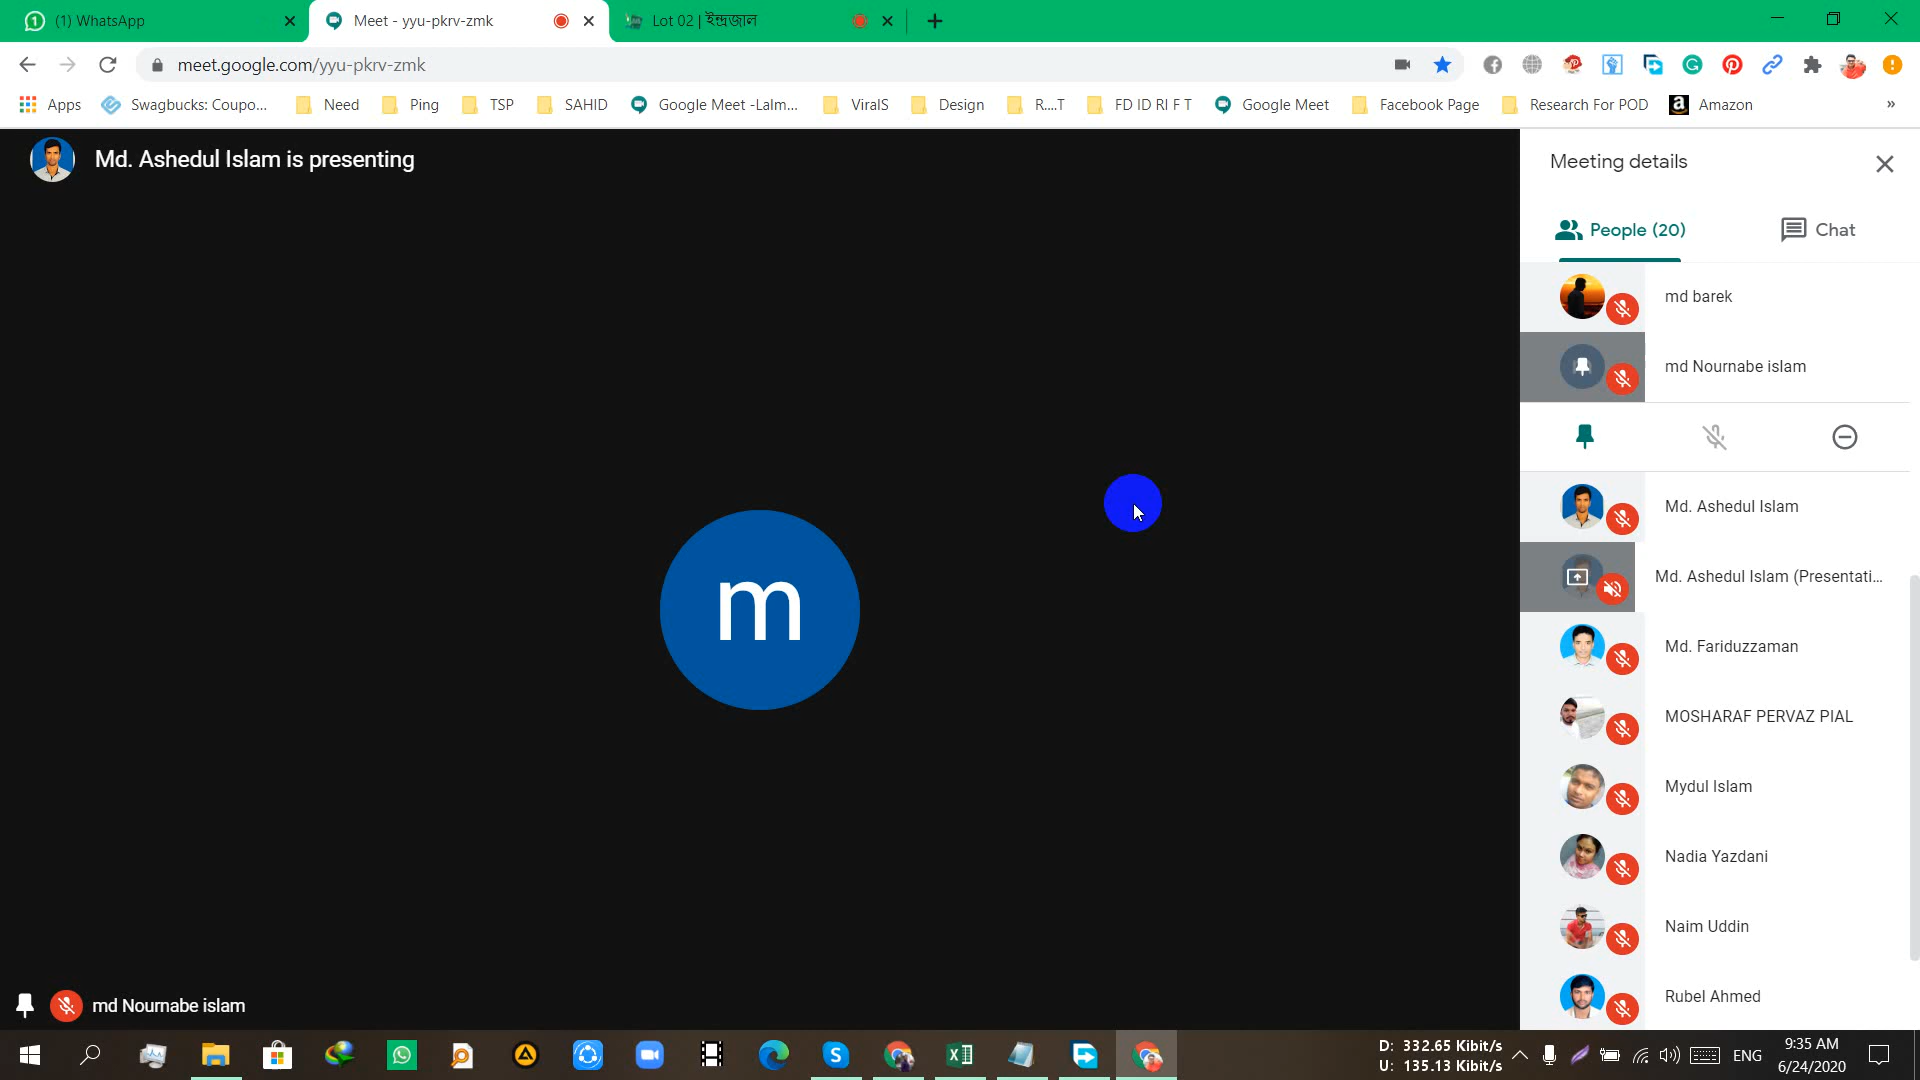 (1) WhatsApp
Meet - yyu-pkrv-zmk
Lot 02 | ইন্দ্রজাল
meet.google.com/yyu-pkrv-zmk
Apps
Swagbucks: Coupo...
Need
Ping
TSP
SAHID
Google Meet -Lalm...
ViralS
Design
R....T
FD ID RI F T
Google Meet
Facebook Page
Research For POD
Amazon
»
Md. Ashedul Islam is presenting
Meeting details
People (20)
Chat
md barek
md Nournabe islam
Md. Ashedul Islam
Md. Ashedul Islam (Presentati...
Md. Fariduzzaman
MOSHARAF PERVAZ PIAL
Mydul Islam
Nadia Yazdani
Naim Uddin
Rubel Ahmed
m
md Nournabe islam
D: 332.65 Kibit/s
U: 135.13 Kibit/s
ENG
9:35 AM
6/24/2020